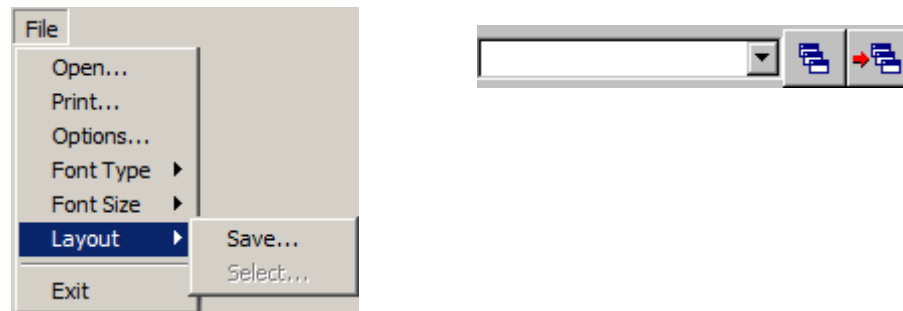 File
Open...
Print...
Options...
Font Type
Font Size
Layout
Save...
Select...
Exit